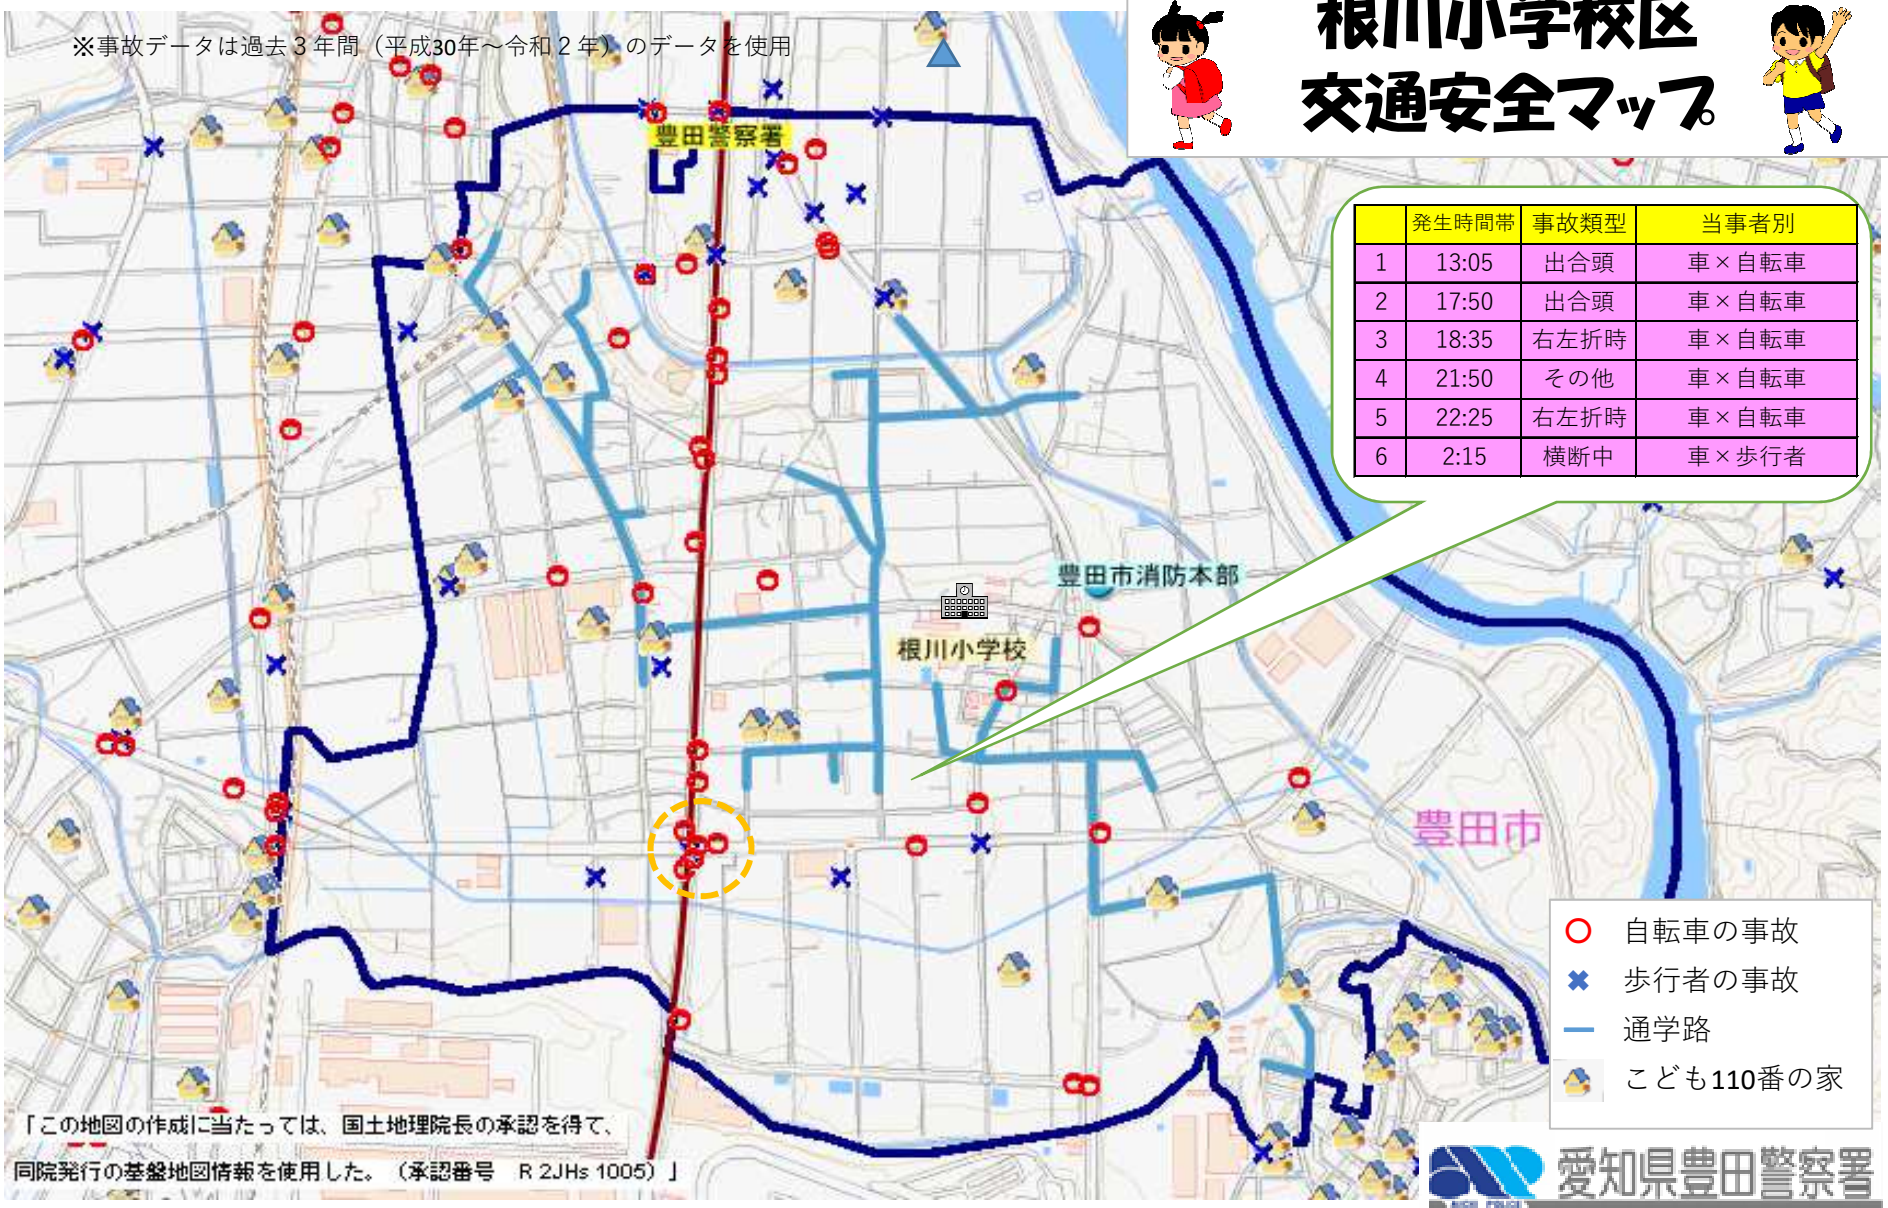 根川小学校区
交通安全マップ
※事故データは過去３年間（平成30年～令和２年）のデータを使用
豊田警察署
発生時間帯 事故類型 当事者別
1 13:05 出合頭 車×自転車
2 17:50 出合頭 車×自転車
3 18:35 右左折時 車×自転車
4 21:50 その他 車×自転車
5 22:25 右左折時 車×自転車
6 2:15 横断中 車×歩行者
豊田市消防本部
根川小学校
豊田市
自転車の事故
歩行者の事故
通学路
こども110番の家
「この地図の作成に当たっては、国土地理院長の承認を得て、
同院発行の基盤地図情報を使用した。（承認番号　R 2JHs 1005）」
愛知県豊田警察署